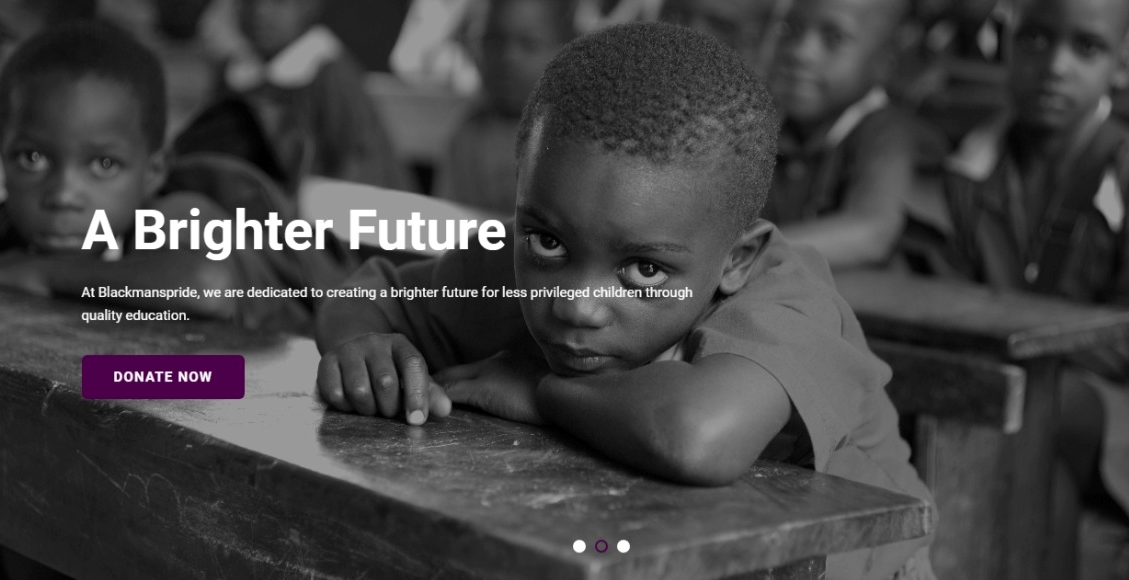 A Brighter Future
At Blackmanspride, we are dedicated to creating a brighter future for less privileged children through
quality education.
DONATE NOW